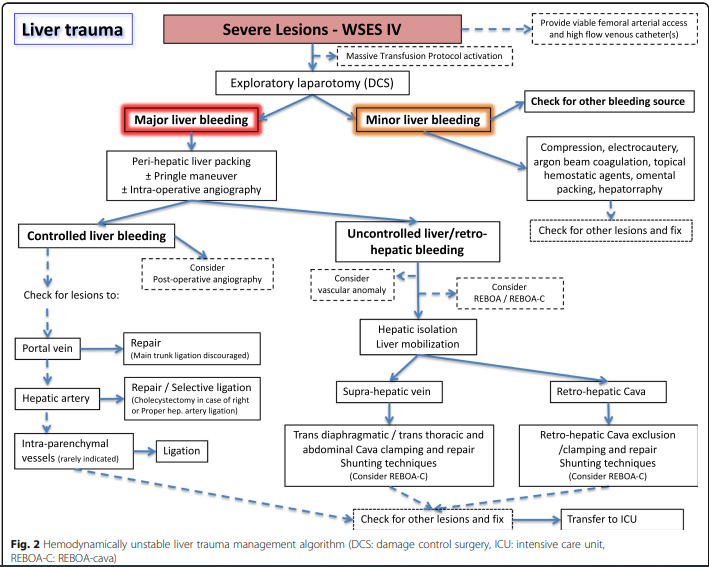 Liver trauma
Severe Lesions - WSES IV
Provide viable femoral arterial access
and high flow venous catheter(s)
Massive Transfusion Protocol activation
Exploratory laparotomy (DCS)
Major liver bleeding
Minor liver bleeding
Check for other bleeding source
Peri-hepatic liver packing
± Pringle maneuver
± Intra-operative angiography
Compression, electrocautery,
argon beam coagulation, topical
hemostatic agents, omental
packing, hepatorraphy
Check for other lesions and fix
Controlled liver bleeding
Uncontrolled liver/retro-
hepatic bleeding
Consider
Post-operative angiography
Consider
vascular anomaly
Consider
REBOA / REBOA-C
Check for lesions to:
Hepatic isolation
Liver mobilization
Portal vein
Repair
(Main trunk ligation discouraged)
Hepatic artery
Repair / Selective ligation
(Cholecystectomy in case of right
or Proper hep. artery ligation)
Supra-hepatic vein
Retro-hepatic Cava
Intra-parenchymal
vessels (rarely indicated)
Ligation
Trans diaphragmatic / trans thoracic and
abdominal Cava clamping and repair
Shunting techniques
(Consider REBOA-C)
Retro-hepatic Cava exclusion
/clamping and repair
Shunting techniques
(Consider REBOA-C)
Check for other lesions and fix
Transfer to ICU
Fig. 2 Hemodynamically unstable liver trauma management algorithm (DCS: damage control surgery, ICU: intensive care unit,
REBOA-C: REBOA-cava)